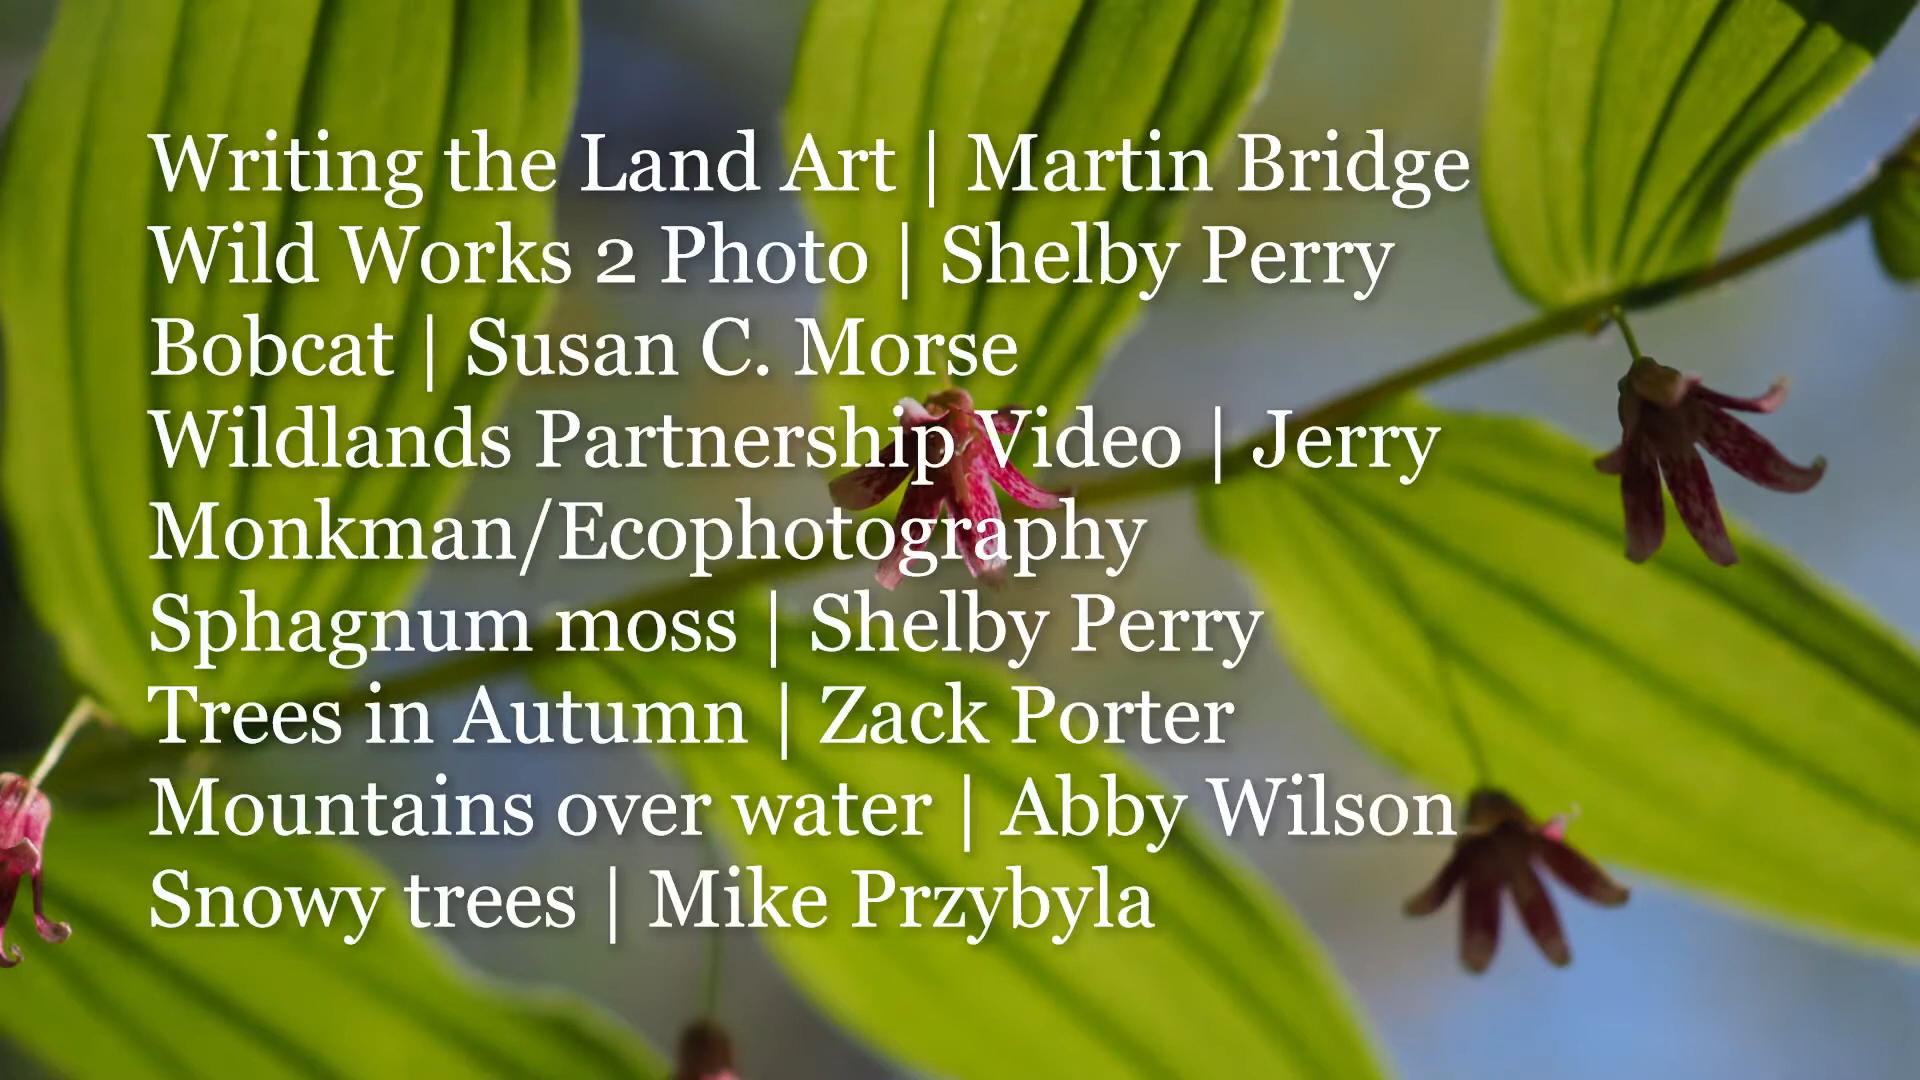 Writing the Land Art | Martin Bridge
Wild Works 2 Photo | Shelby Perry
Bobcat | Susan C. Morse
Wildlands Partnership Video | Jerry
Monkman/Ecophotography
Sphagnum moss | Shelby Perry
Trees in Autumn | Zack Porter
Mountains over water | Abby Wilson
Snowy trees | Mike Przybyla